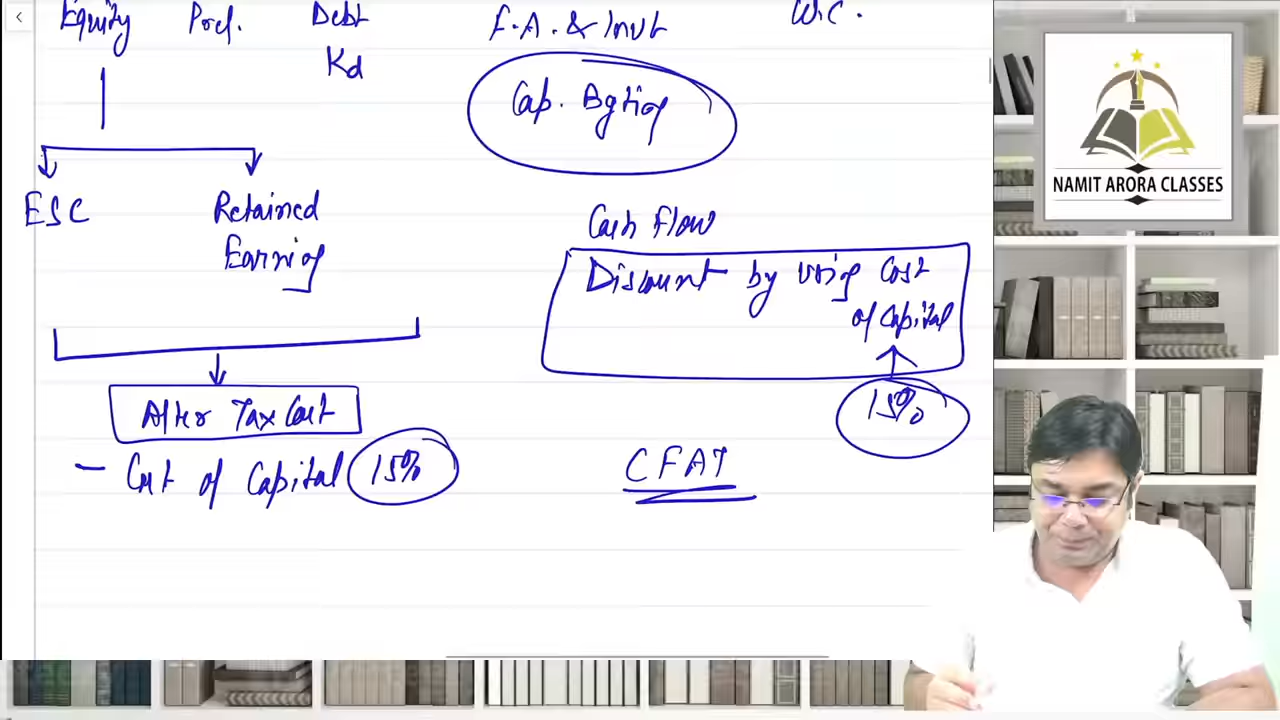 Equity Pref. Debt F.A. & Invt W.C.
Kd
Cap. Bgting
ESC Retained Earning
Cash Flow
Discount by using Cost of Capital
After Tax Cost
15%
– Cost of Capital 15%
CFAT
NAMIT ARORA CLASSES